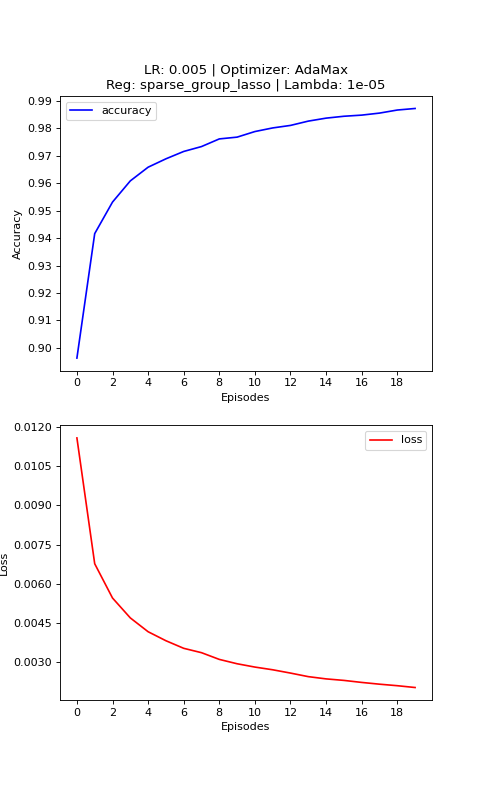 LR: 0.005 | Optimizer: AdaMax
Reg: sparse_group_lasso | Lambda: 1e-05
accuracy
0.99
0.98
0.97
0.96
0.95
0.94
0.93
0.92
0.91
0.90
Accuracy
0 2 4 6 8 10 12 14 16 18
Episodes
loss
0.0120
0.0105
0.0090
0.0075
0.0060
0.0045
0.0030
Loss
0 2 4 6 8 10 12 14 16 18
Episodes